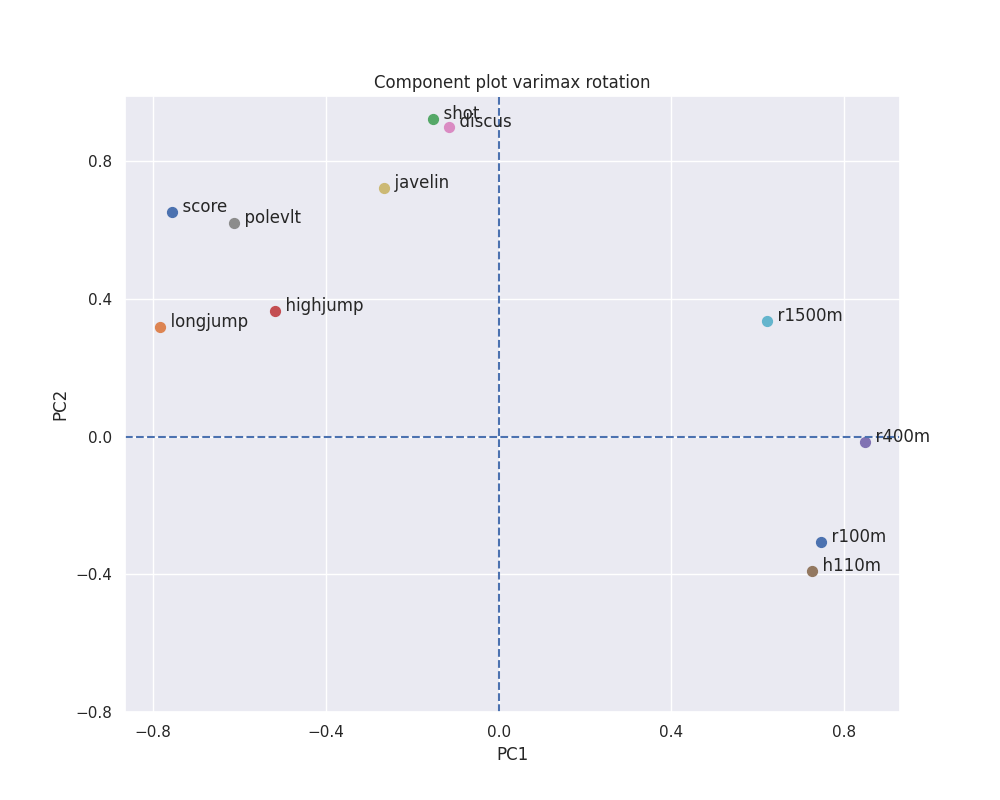 Component plot varimax rotation
shot
discus
0.8
javelin
score
polevlt
0.4
highjump
longjump
r1500m
PC2
0.0
r400m
r100m
h110m
−0.4
−0.8
−0.8
−0.4
0.0
0.4
0.8
PC1